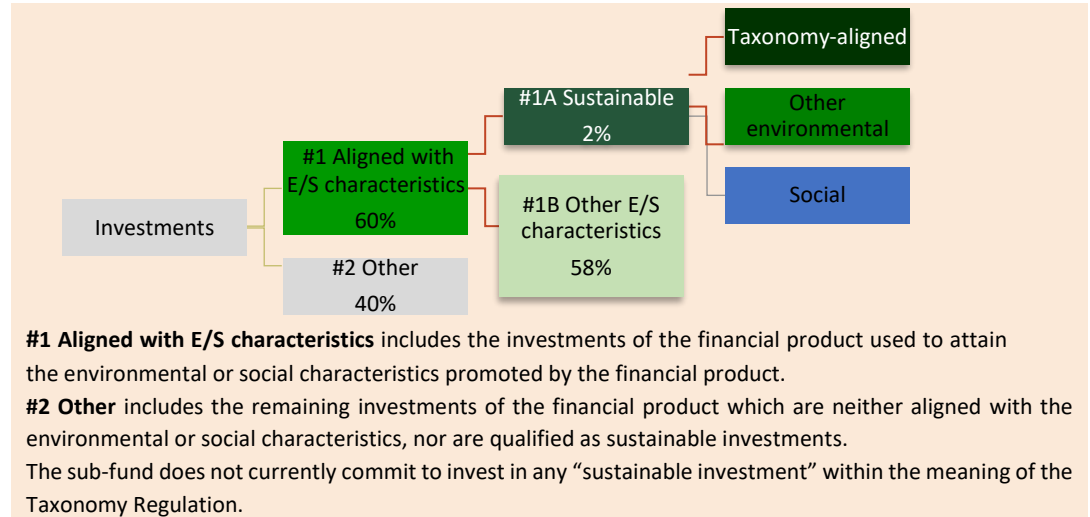 Taxonomy-aligned
#1A Sustainable
2%
Other
environmental
#1 Aligned with
E/S characteristics
60%
#1B Other E/S
characteristics
58%
Social
Investments
#2 Other
40%
#1 Aligned with E/S characteristics includes the investments of the financial product used to attain
the environmental or social characteristics promoted by the financial product.
#2 Other includes the remaining investments of the financial product which are neither aligned with the
environmental or social characteristics, nor are qualified as sustainable investments.
The sub-fund does not currently commit to invest in any “sustainable investment” within the meaning of the
Taxonomy Regulation.